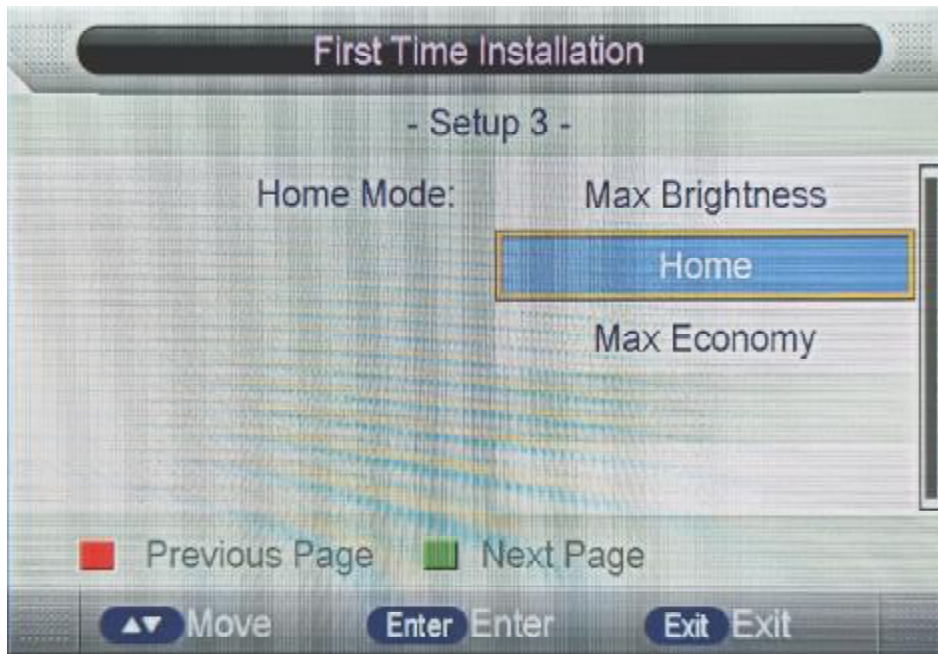 First Time Installation
- Setup 3 -
Home Mode: Max Brightness
Home
Max Economy
Previous Page Next Page
▲▼ Move Enter Enter Exit Exit